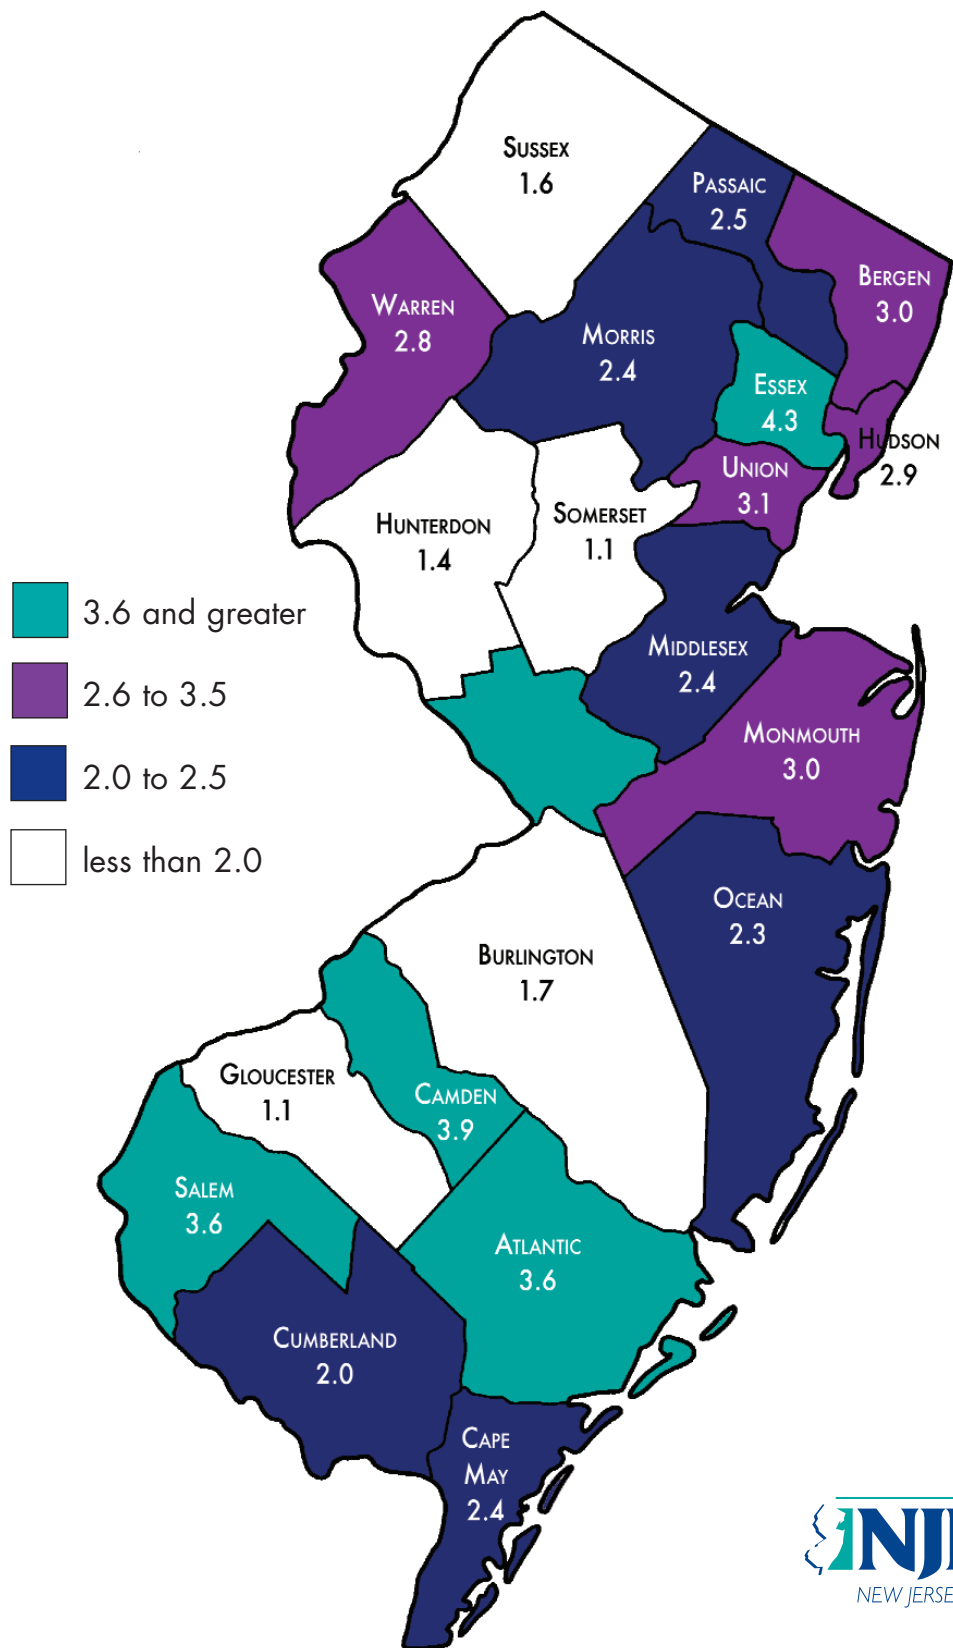 SUSSEX
1.6
PASSAIC
2.5
BERGEN
3.0
WARREN
2.8
MORRIS
2.4
ESSEX
4.3
HUDSON
2.9
UNION
3.1
HUNTERDON
1.4
SOMERSET
1.1
3.6 and greater
2.6 to 3.5
2.0 to 2.5
less than 2.0
MIDDLESEX
2.4
MONMOUTH
3.0
OCEAN
2.3
BURLINGTON
1.7
GLOUCESTER
1.1
CAMDEN
3.9
SALEM
3.6
ATLANTIC
3.6
CUMBERLAND
2.0
CAPE
MAY
2.4
NEW